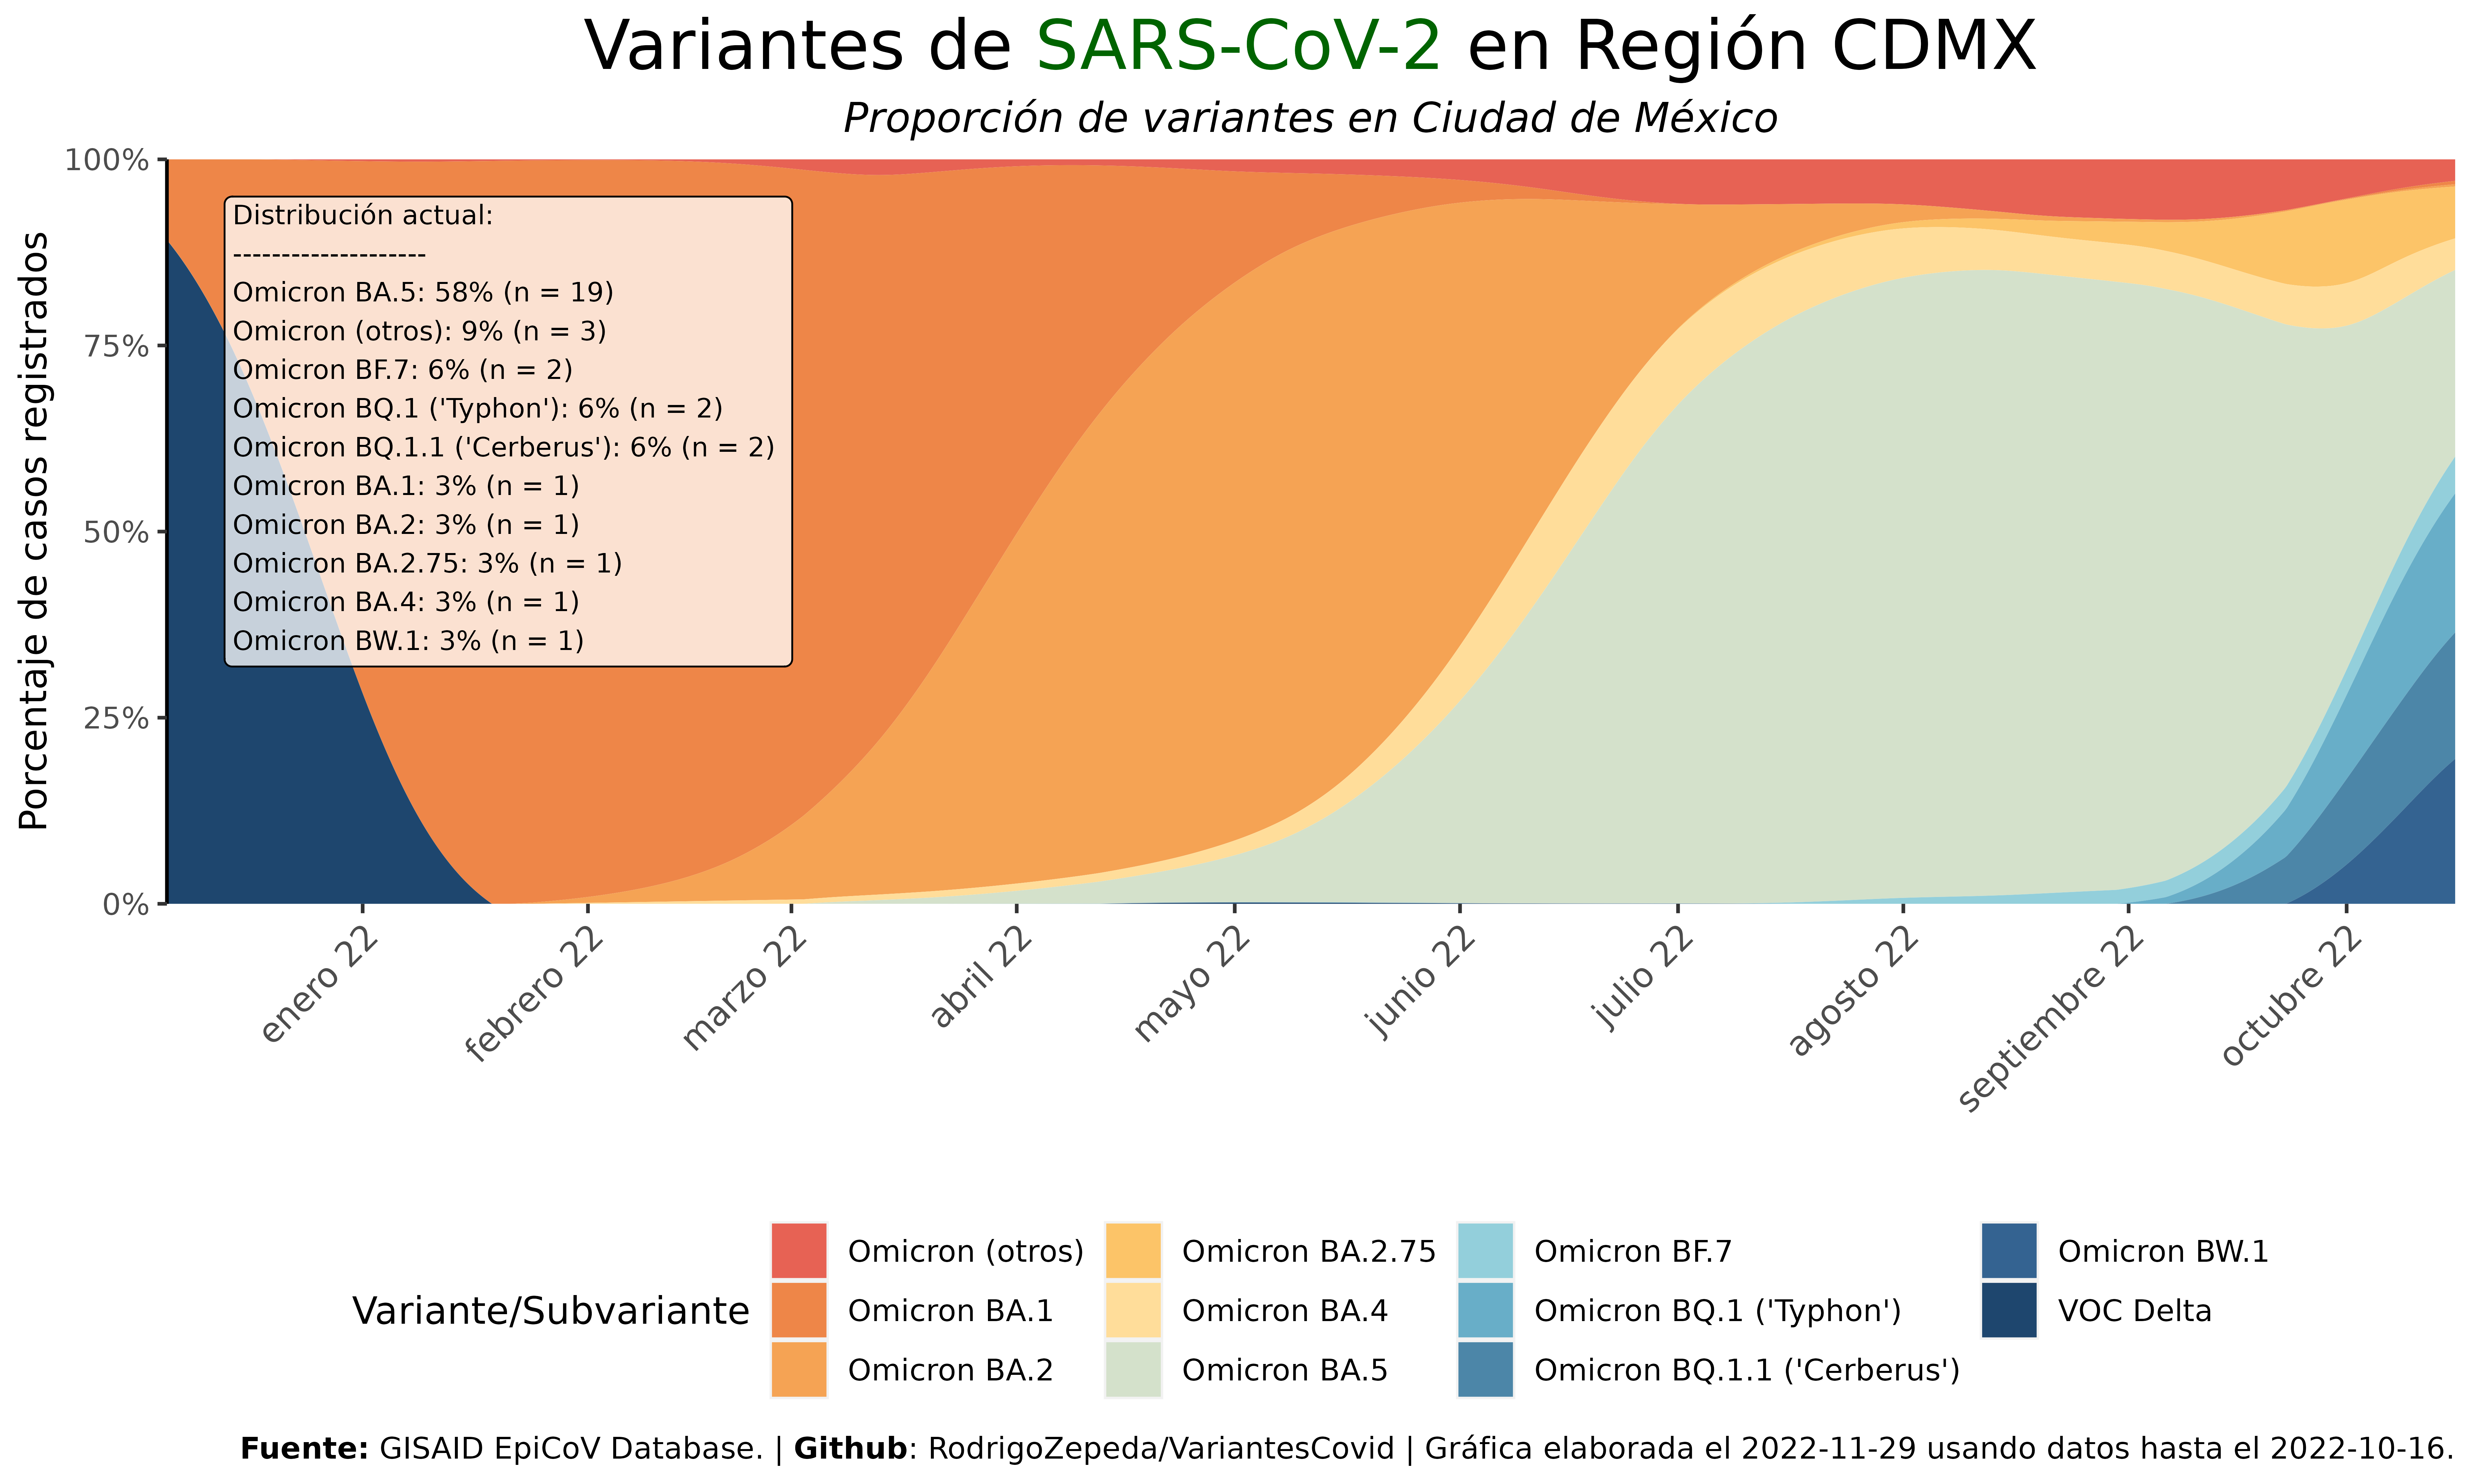 Variantes de SARS-CoV-2 en Región CDMX
Proporción de variantes en Ciudad de México
Porcentaje de casos registrados
100%
75%
50%
25%
0%
Distribución actual:
--------------------
Omicron BA.5: 58% (n = 19)
Omicron (otros): 9% (n = 3)
Omicron BF.7: 6% (n = 2)
Omicron BQ.1 ('Typhon'): 6% (n = 2)
Omicron BQ.1.1 ('Cerberus'): 6% (n = 2)
Omicron BA.1: 3% (n = 1)
Omicron BA.2: 3% (n = 1)
Omicron BA.2.75: 3% (n = 1)
Omicron BA.4: 3% (n = 1)
Omicron BW.1: 3% (n = 1)
enero 22
febrero 22
marzo 22
abril 22
mayo 22
junio 22
julio 22
agosto 22
septiembre 22
octubre 22
Variante/Subvariante
Omicron (otros)
Omicron BA.1
Omicron BA.2
Omicron BA.2.75
Omicron BA.4
Omicron BA.5
Omicron BF.7
Omicron BQ.1 ('Typhon')
Omicron BQ.1.1 ('Cerberus')
Omicron BW.1
VOC Delta
Fuente: GISAID EpiCoV Database. | Github: RodrigoZepeda/VariantesCovid | Gráfica elaborada el 2022-11-29 usando datos hasta el 2022-10-16.